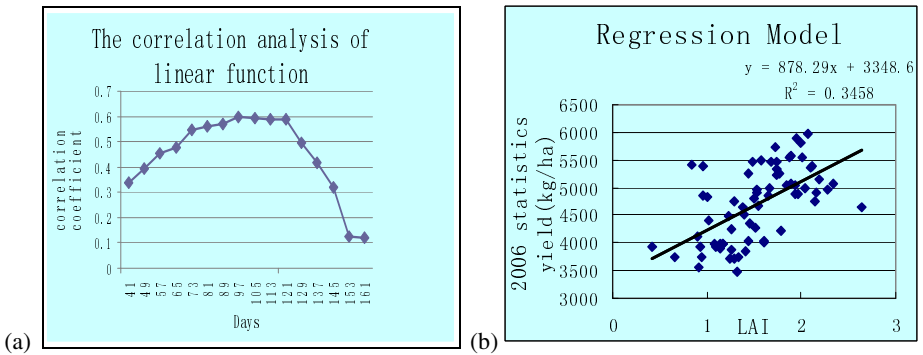 The correlation analysis of
linear function
correlation
coefficient
0.7
0.6
0.5
0.4
0.3
0.2
0.1
0
41 49 57 65 73 81 89 97 105 113 121 129 137 145 153 161
Days
(a)
Regression Model
y = 878.29x + 3348.6
R² = 0.3458
2006 statistics
yield(kg/ha)
6500
6000
5500
5000
4500
4000
3500
3000
0 1 2 3
LAI
(b)